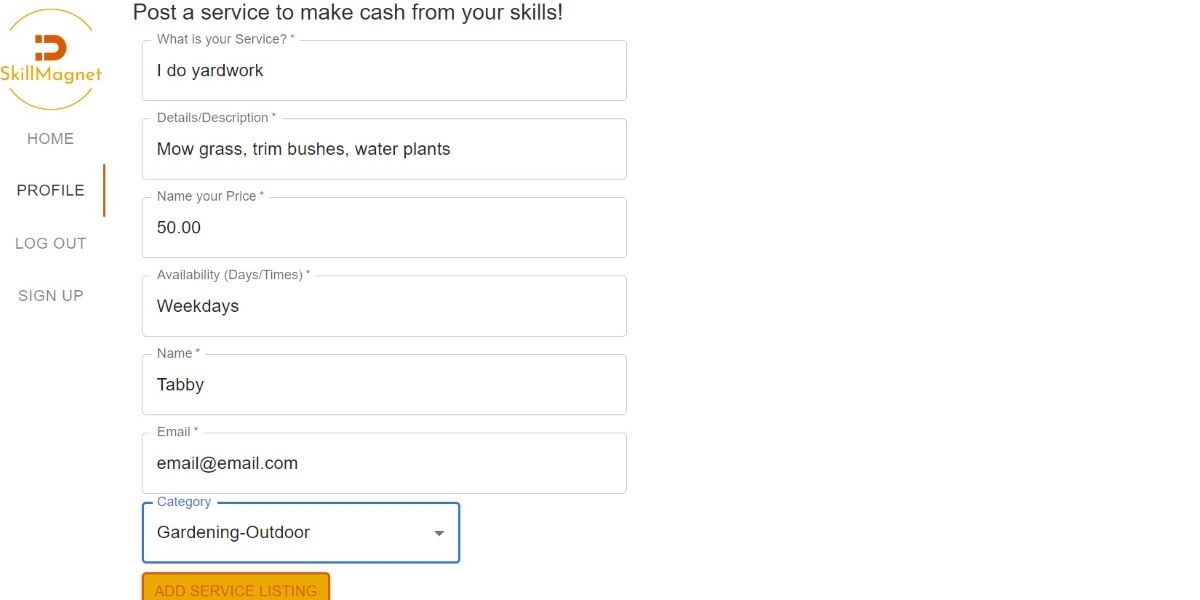 Post a service to make cash from your skills!
SkillMagnet
HOME
PROFILE
LOG OUT
SIGN UP
What is your Service? *
I do yardwork
Details/Description *
Mow grass, trim bushes, water plants
Name your Price *
50.00
Availability (Days/Times) *
Weekdays
Name *
Tabby
Email *
email@email.com
Category
Gardening-Outdoor
ADD SERVICE LISTING